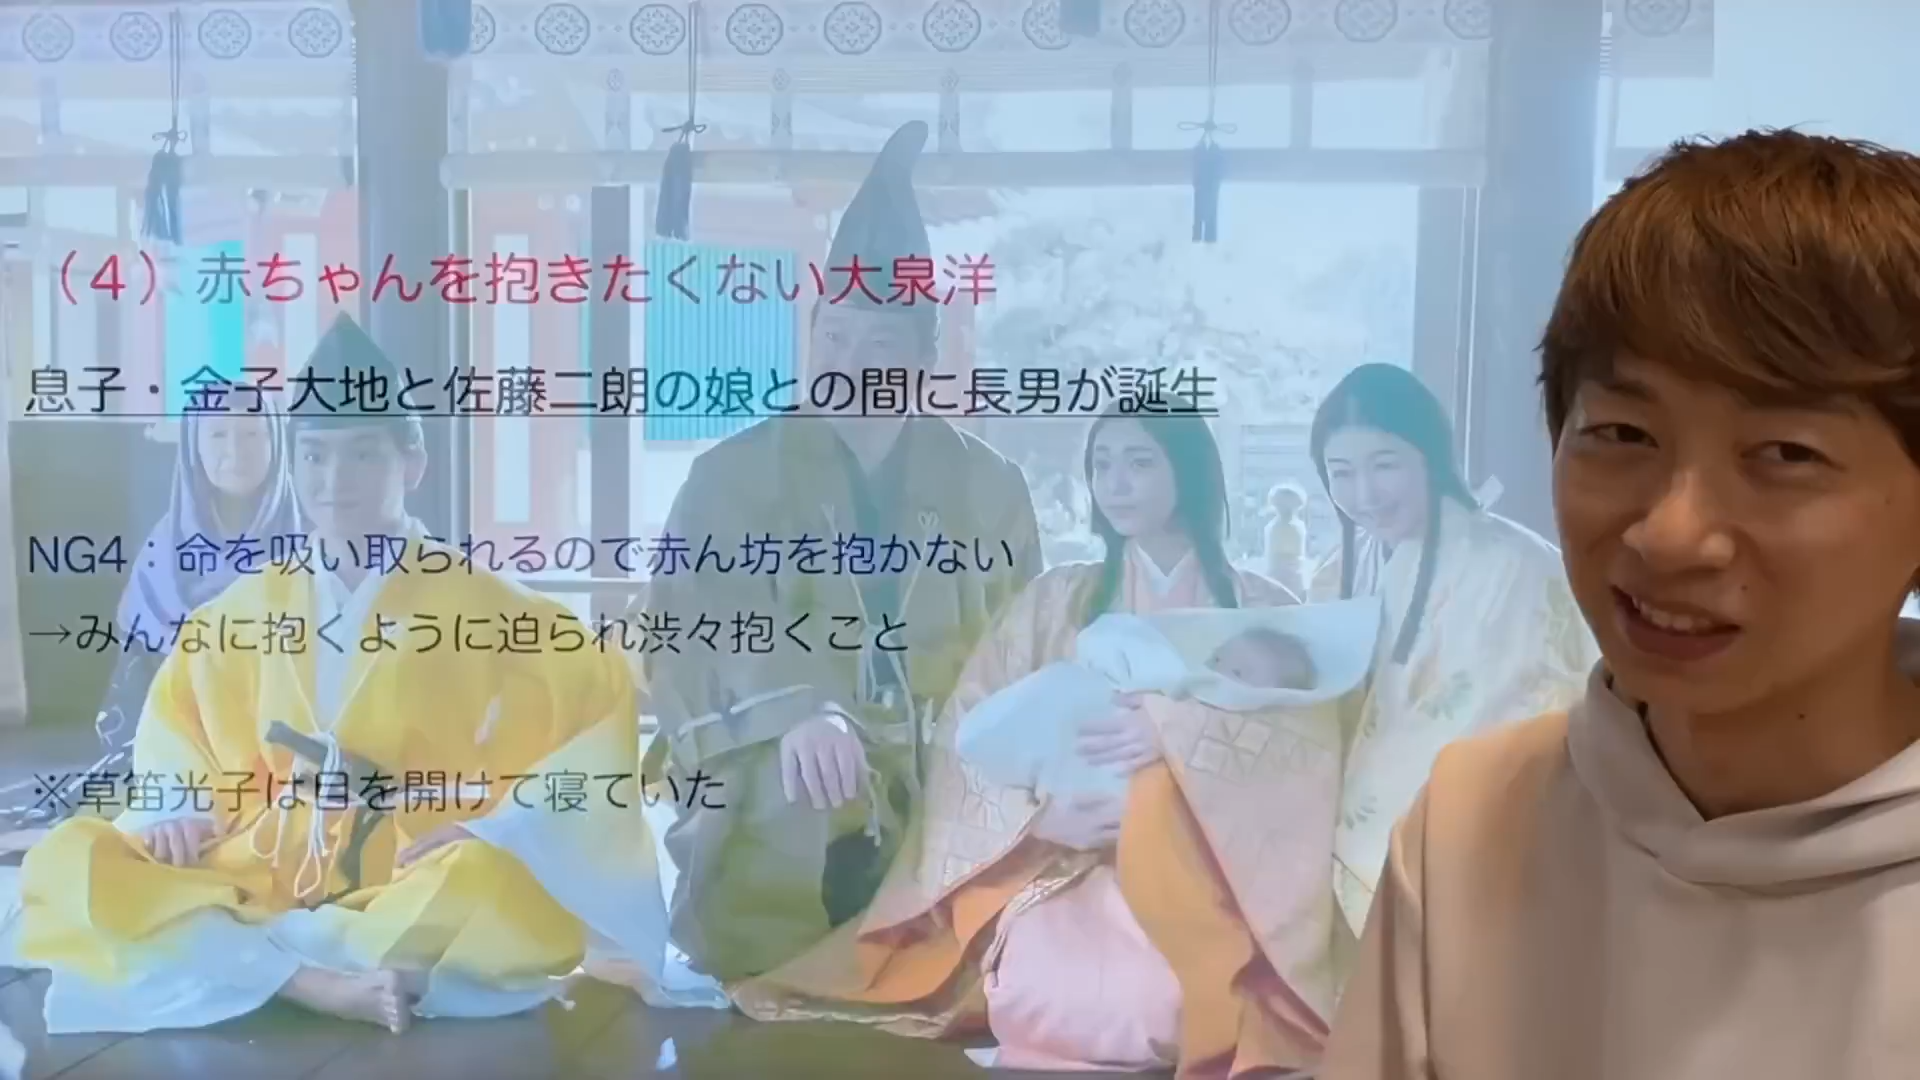 （４）赤ちゃんを抱きたくない大泉洋
息子・金子大地と佐藤二朗の娘との間に長男が誕生
NG4：命を吸い取られるので赤ん坊を抱かない
→みんなに抱くように迫られ渋々抱くこと
※草笛光子は目を開けて寝ていた